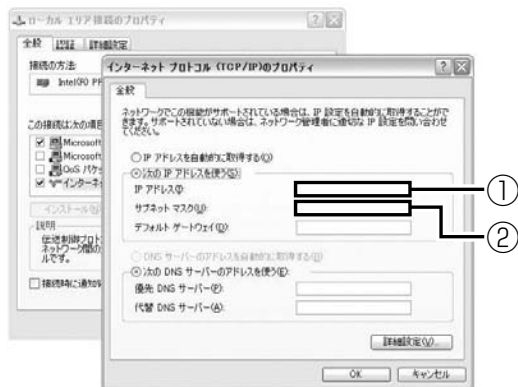 ローカル エリア接続のプロパティ
全般 認証 詳細設定
接続の方法:
Intel(R) PR
この接続は次の項目
Microsoft
Microsoft
QoS パケッ
インターネ
インストール(N)
説明
伝送制御プロト
ネットワーク間の
ルです。
接続時に通知
インターネット プロトコル (TCP/IP)のプロパティ
全般
ネットワークでこの機能がサポートされている場合は、IP 設定を自動的に取得することがで
きます。サポートされていない場合は、ネットワーク管理者に適切な IP 設定を問い合わせ
てください。
IP アドレスを自動的に取得する(O)
次の IP アドレスを使う(S):
IP アドレス(I):
①
サブネット マスク(U):
②
デフォルト ゲートウェイ(D):
DNS サーバーのアドレスを自動的に取得する(B)
次の DNS サーバーのアドレスを使う(E):
優先 DNS サーバー(P):
代替 DNS サーバー(A):
詳細設定(V)...
OK
キャンセル